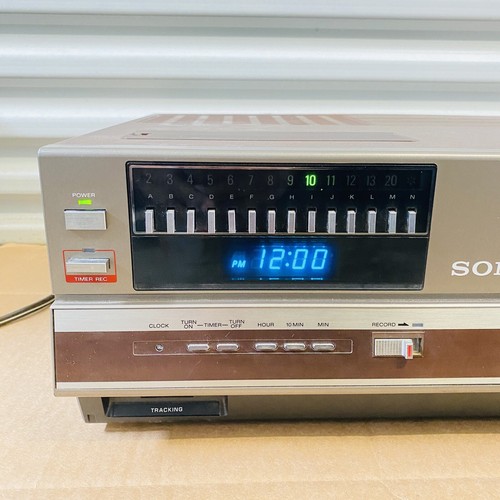 2 3 4 5 6 7 8 9 10 11 12 13 20
A B C D E F G H I J K L M N
POWER
PM 12:00
TIMER REC
SON
CLOCK TURN ON TIMER TURN OFF HOUR 10 MIN MIN RECORD
TRACKING